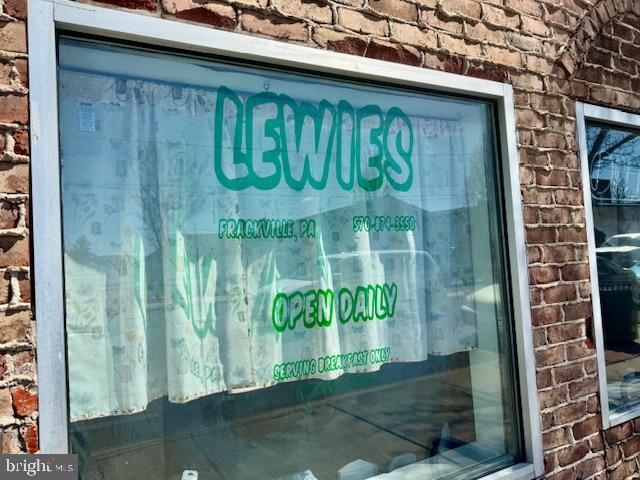 LEWIES
FRACKVILLE, PA 570-874-3550
OPEN DAILY
SERVING BREAKFAST ONLY
bright MLS